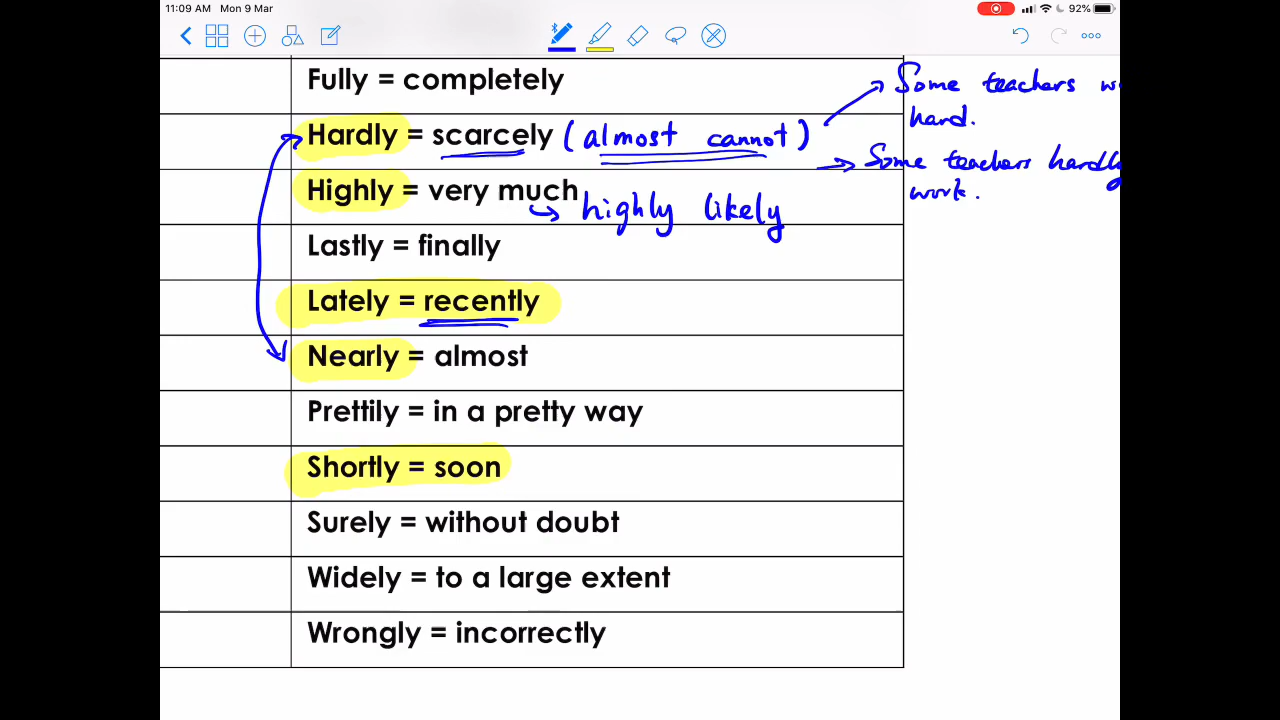 11:09 AM Mon 9 Mar
92%
Fully = completely
Some teachers
hard.
Hardly = scarcely (almost cannot)
Some teachers hardly
work.
Highly = very much
highly likely
Lastly = finally
Lately = recently
Nearly = almost
Prettily = in a pretty way
Shortly = soon
Surely = without doubt
Widely = to a large extent
Wrongly = incorrectly